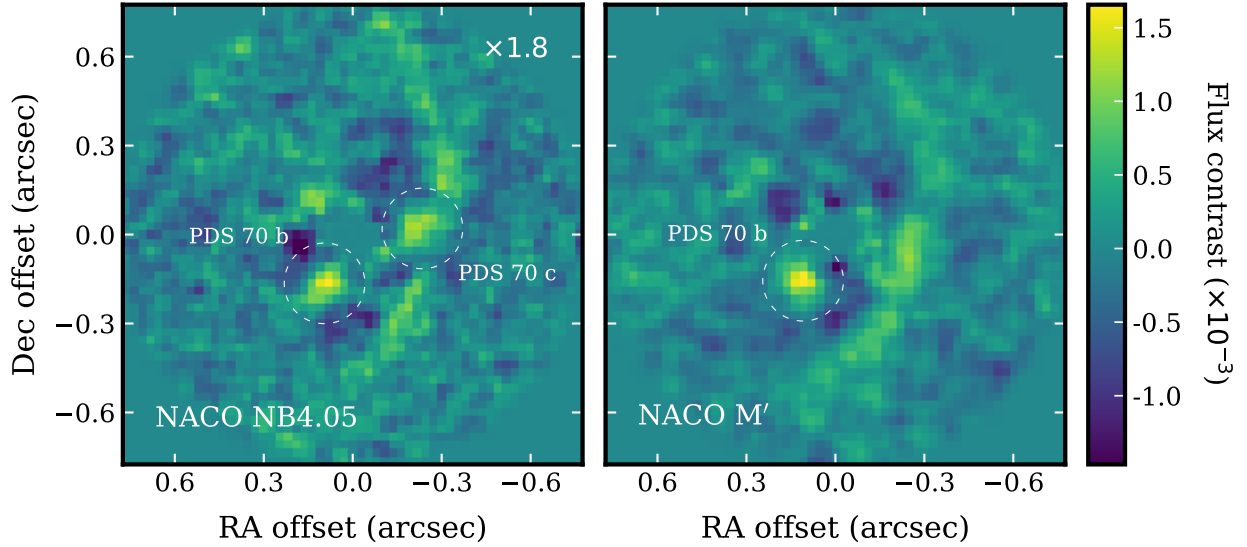 ×1.8
PDS 70 b
PDS 70 c
NACO NB4.05
0.6
0.3
0.0
−0.3
−0.6
Dec offset (arcsec)
0.6
0.3
0.0
−0.3
−0.6
RA offset (arcsec)
PDS 70 b
NACO M′
0.6
0.3
0.0
−0.3
−0.6
RA offset (arcsec)
1.5
1.0
0.5
0.0
-0.5
-1.0
Flux contrast (×10⁻³)